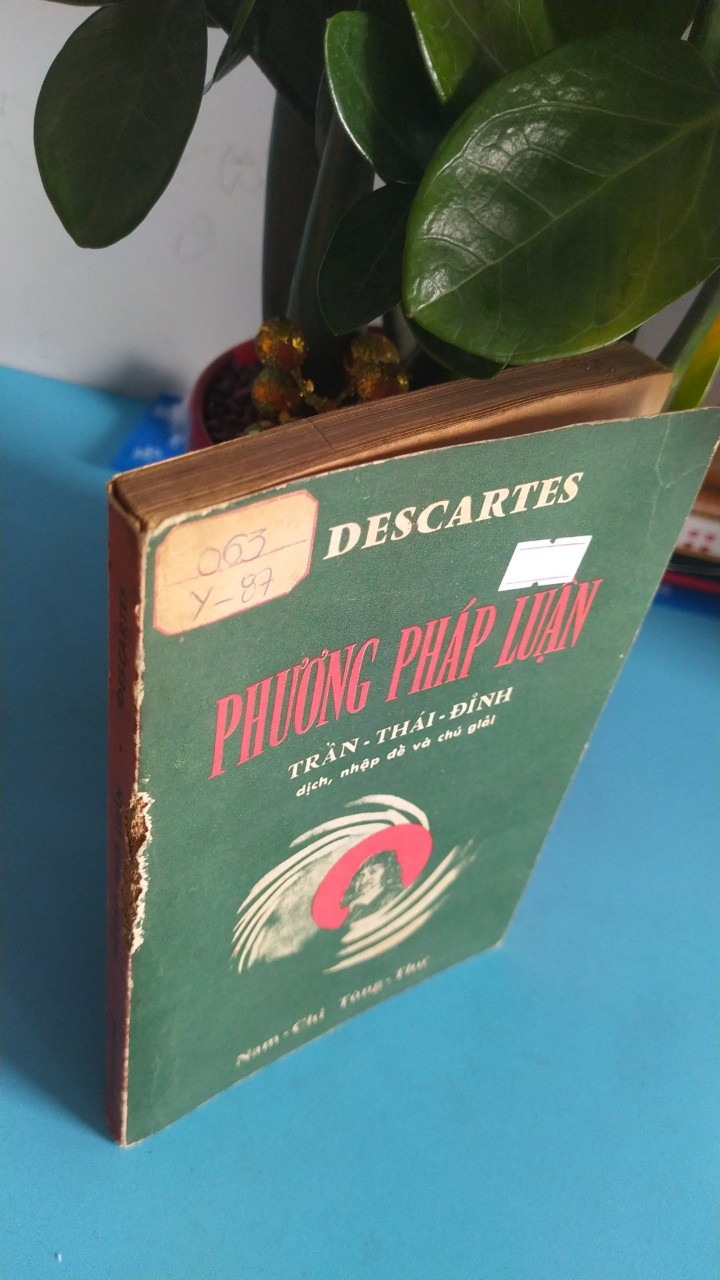 063
Y-87
DESCARTES
PHƯƠNG PHÁP LUẬN
TRẦN-THÁI-ĐỈNH
dịch, nhập đề và chú giải
Nam-Chi Tùng-Thư
DESCARTES